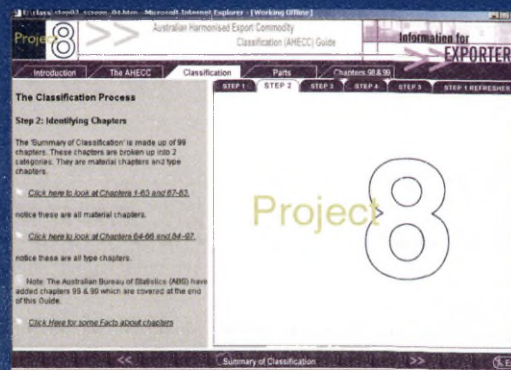 Microsoft Internet Explorer - [Working Offline]
Project 8
Australian Harmonised Export Commodity
Classification (AHECC) Guide
Information for
EXPORTER
Introduction
The AHECC
Classification
Parts
Chapters 98 & 99
STEP 1
STEP 2
STEP 3
STEP 4
STEP 5
STEP 1 REFRESHER
The Classification Process
Step 2: Identifying Chapters
The 'Summary of Classification' is made up of 99
chapters. These chapters are broken up into 2
categories. They are material chapters and type
chapters.
Click here to look at Chapters 1-63 and 67-83.
notice these are all material chapters.
Click here to look at Chapters 64-66 and 84-97.
notice these are all type chapters.
Note: The Australian Bureau of Statistics (ABS) have
added chapters 98 & 99 which are covered at the end
of this Guide.
Click Here for some Facts about chapters
Project 8
<<
Summary of Classification
>>